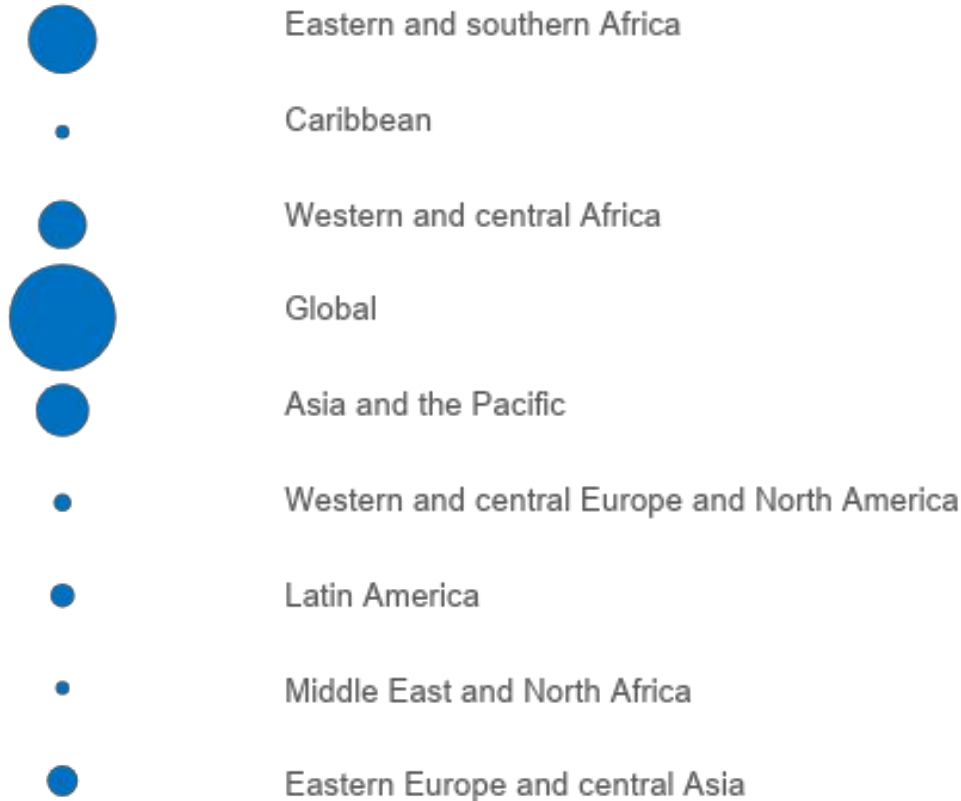 Eastern and southern Africa
Caribbean
Western and central Africa
Global
Asia and the Pacific
Western and central Europe and North America
Latin America
Middle East and North Africa
Eastern Europe and central Asia